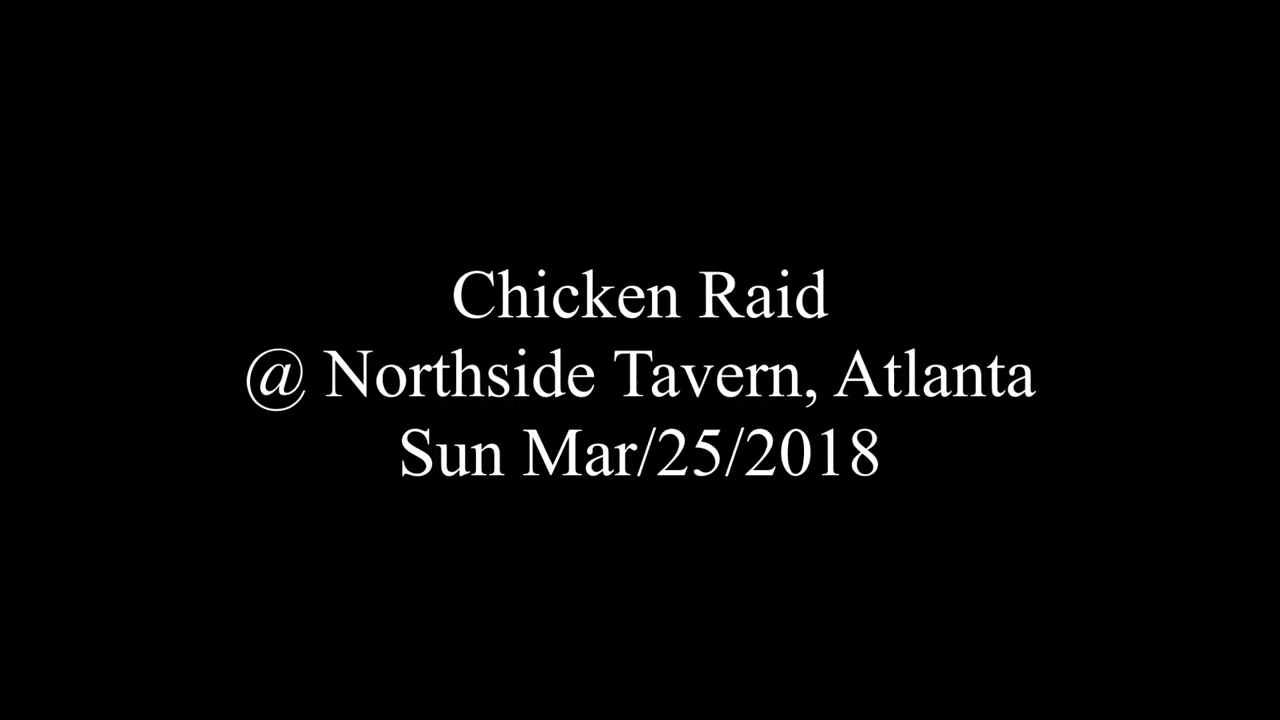 Chicken Raid
@ Northside Tavern, Atlanta
Sun Mar/25/2018